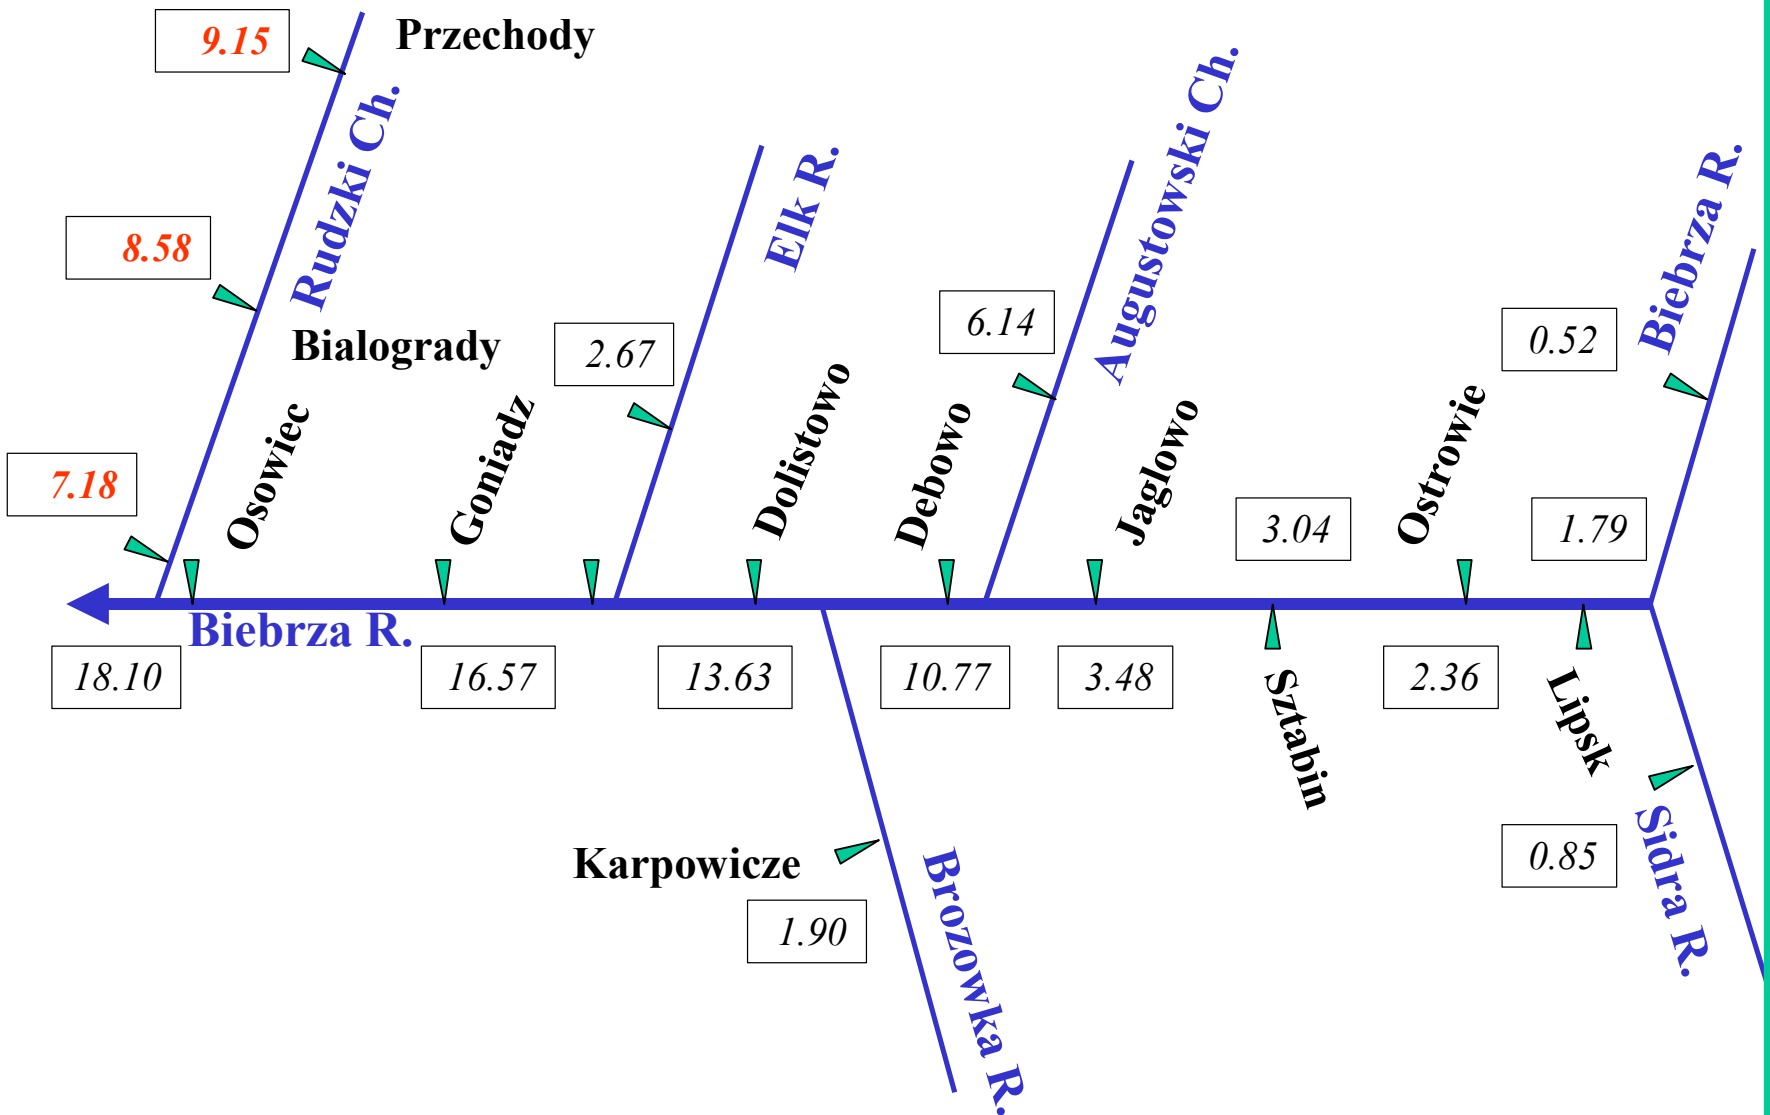 9.15
Przechody
Rudzki Ch.
8.58
Elk R.
Augustowski Ch.
Biebrza R.
Bialogrady
2.67
6.14
0.52
7.18
Osowiec
Goniadz
Dolistowo
Debowo
Jaglowo
3.04
Ostrowie
1.79
Biebrza R.
18.10
16.57
13.63
10.77
3.48
Sztabin
2.36
Lipsk
Karpowicze
1.90
Brozowka R.
0.85
Sidra R.